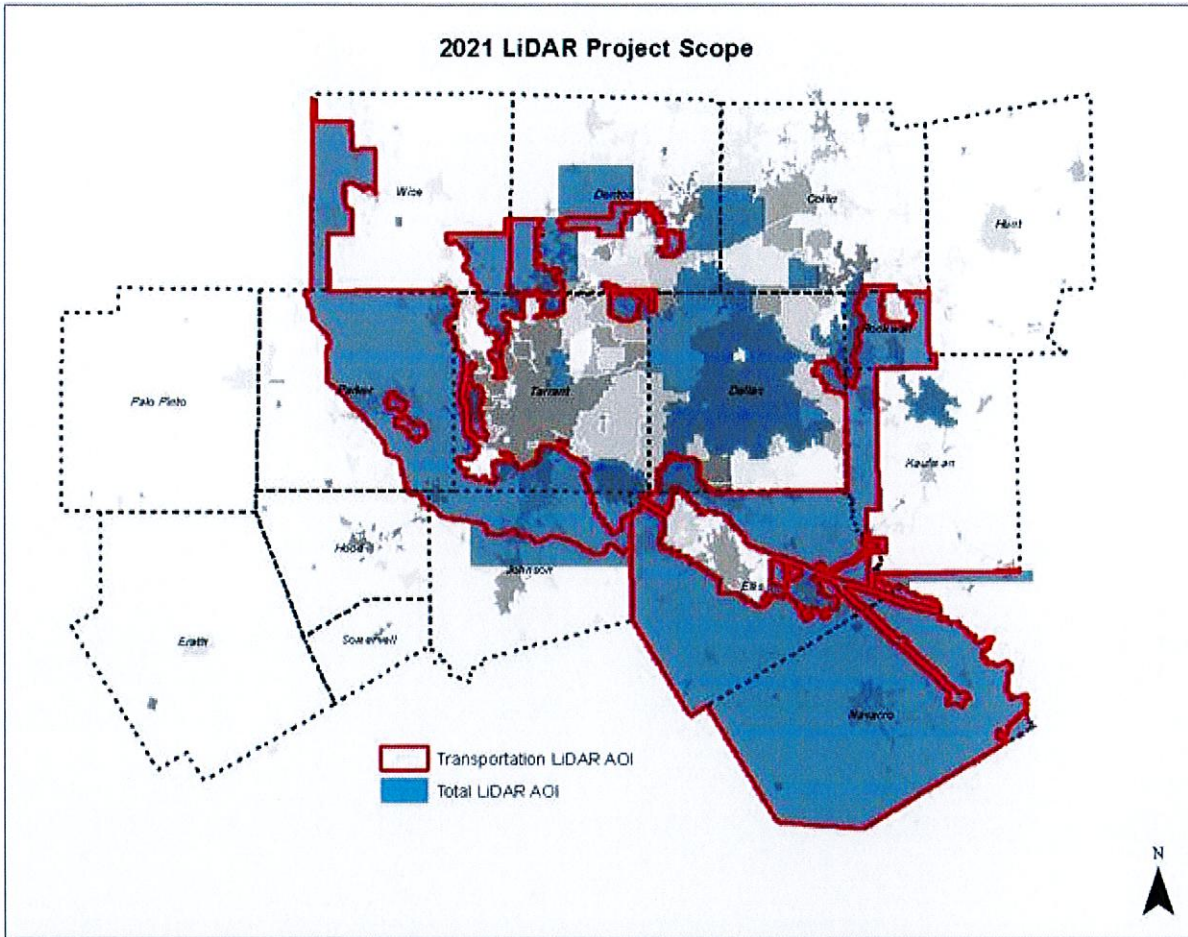 2021 LiDAR Project Scope
Wise
Denton
Collin
Hunt
Rockwall
Palo Pinto
Parker
Tarrant
Dallas
Kaufman
Hood
Johnson
Ellis
Erath
Somervell
Navarro
Transportation LiDAR AOI
Total LiDAR AOI
N